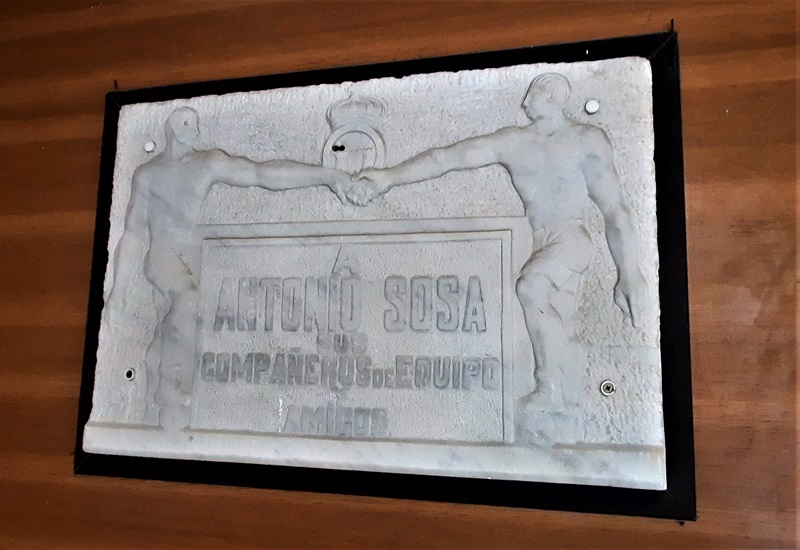 A
ANTONIO SOSA
SUS
COMPAÑEROS DE EQUIPO
AMIGOS